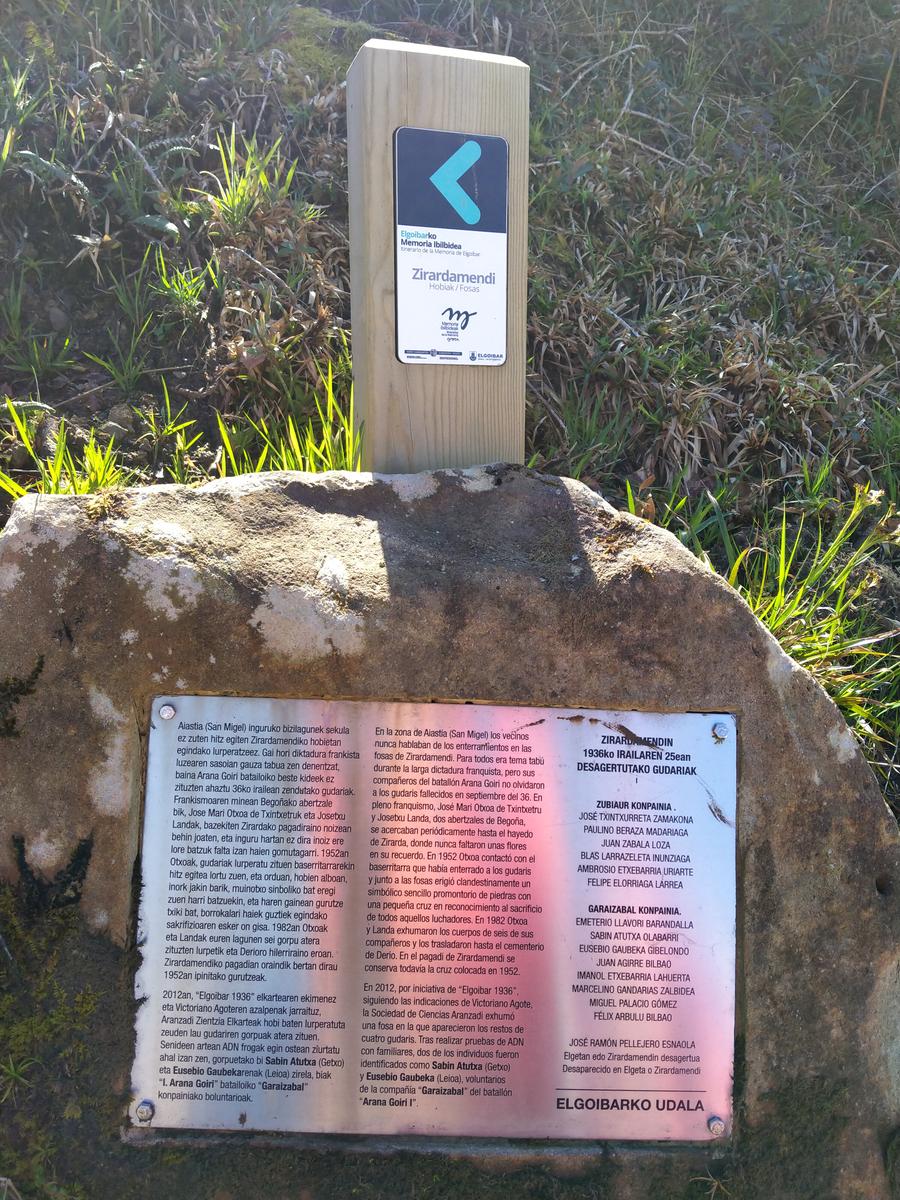 Elgoibarko
Memoria Ibilbidea
Itinerario de la Memoria de Elgoibar
Zirardamendi
Hobiak / Fosas
Memoria
Ibilbideak
ELGOIBAR
Aiastia (San Migel) inguruko bizilagunek sekula
ez zuten hitz egiten Zirardamendiko hobietan
egindako lurperatzeez. Gai hori diktadura frankista
luzearen sasoian gauza tabua zen denentzat,
baina Arana Goiri batailoiko beste kideek ez
zituzten ahaztu 36ko irailean zendutako gudariak.
Frankismoaren minean Begoñako abertzale
bik, Jose Mari Otxoa de Txintxetruk eta Josetxu
Landak, bazekiten Zirardako pagadiraino noizean
behin joaten, eta inguru hartan ez dira inoiz ere
lore batzuk falta izan haien gomutagarri. 1952an
Otxoak, gudariak lurperatu zituen baserritarrarekin
hitz egitea lortu zuen, eta orduan, hobien alboan,
inork jakin barik, muinotxo sinboliko bat eregi
zuen harri batzuekin, eta haren gainean gurutze
txiki bat, borrokalari haiek guztiek egindako
sakrifizioaren esker on gisa. 1982an Otxoak
eta Landak euren lagunen sei gorpu atera
zituzten lurpetik eta Derioro hilerriraino eroan.
Zirardamendiko pagadian oraindik bertan dirau
1952an ipinitako gurutzeak.
2012an, "Elgoibar 1936" elkartearen ekimenez
eta Victoriano Agoteren azalpenak jarraituz,
Aranzadi Zientzia Elkarteak hobi baten lurperatuta
zeuden lau gudariren gorpuak atera zituen.
Senideen artean ADN frogak egin ostean ziurtatu
ahal izan zen, gorpuetako bi Sabin Atutxa (Getxo)
eta Eusebio Gaubekarenak (Leioa) zirela, biak
"I. Arana Goiri" batailoiko "Garaizabal"
konpainiako boluntarioak.
En la zona de Aiastia (San Migel) los vecinos
nunca hablaban de los enterramientos en las
fosas de Zirardamendi. Para todos era tema tabú
durante la larga dictadura franquista, pero sus
compañeros del batallón Arana Goiri no olvidaron
a los gudaris fallecidos en septiembre del 36. En
pleno franquismo, José Mari Otxoa de Txintxetru
y Josetxu Landa, dos abertzales de Begoña,
se acercaban periódicamente hasta el hayedo
de Zirarda, donde nunca faltaron unas flores
en su recuerdo. En 1952 Otxoa contactó con el
baserritarra que había enterrado a los gudaris
y junto a las fosas erigió clandestinamente un
simbólico sencillo promontorio de piedras con
una pequeña cruz en reconocimiento al sacrificio
de todos aquellos luchadores. En 1982 Otxoa
y Landa exhumaron los cuerpos de seis de sus
compañeros y los trasladaron hasta el cementerio
de Derio. En el pagadi de Zirardamendi se
conserva todavía la cruz colocada en 1952.
En 2012, por iniciativa de "Elgoibar 1936",
siguiendo las indicaciones de Victoriano Agote,
la Sociedad de Ciencias Aranzadi exhumó
una fosa en la que aparecieron los restos de
cuatro gudaris. Tras realizar pruebas de ADN
con familiares, dos de los individuos fueron
identificados como Sabin Atutxa (Getxo)
y Eusebio Gaubeka (Leioa), voluntarios
de la compañía "Garaizabal" del batallón
"Arana Goiri I".
ZIRARDAMENDIN
1936ko IRAILAREN 25ean
DESAGERTUTAKO GUDARIAK
ZUBIAUR KONPAINIA .
JOSÉ TXINTXURRETA ZAMAKONA
PAULINO BERAZA MADARIAGA
JUAN ZABALA LOZA
BLAS LARRAZELETA INUNZIAGA
AMBROSIO ETXEBARRIA URIARTE
FELIPE ELORRIAGA LARREA
GARAIZABAL KONPAINIA.
EMETERIO LLAVORI BARANDALLA
SABIN ATUTXA OLABARRI
EUSEBIO GAUBEKA GIBELONDO
JUAN AGIRRE BILBAO
IMANOL ETXEBARRIA LAHUERTA
MARCELINO GANDARIAS ZALBIDEA
MIGUEL PALACIO GÓMEZ
FÉLIX ARBULU BILBAO
JOSÉ RAMÓN PELLEJERO ESNAOLA
Elgetan edo Zirardamendin desagertua
Desaparecido en Elgeta o Zirardamendi
ELGOIBARKO UDALA